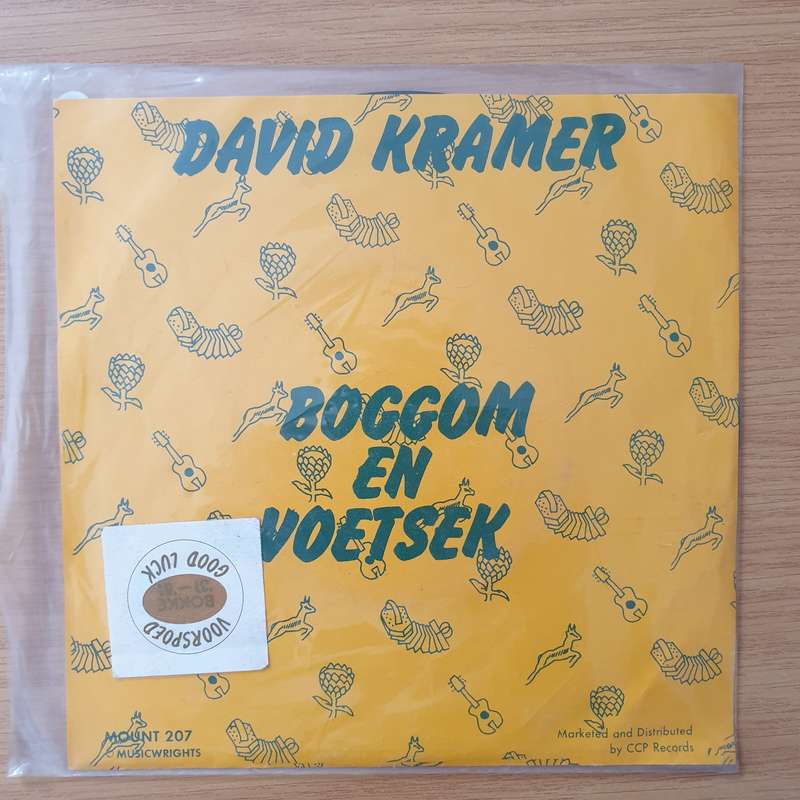 DAVID KRAMER
BOGGOM
EN
VOETSEK
GOOD LUCK
BOKKE
VOORSPOED
MOUNT 207
MUSICWRIGHTS
Marketed and Distributed
by CCP Records